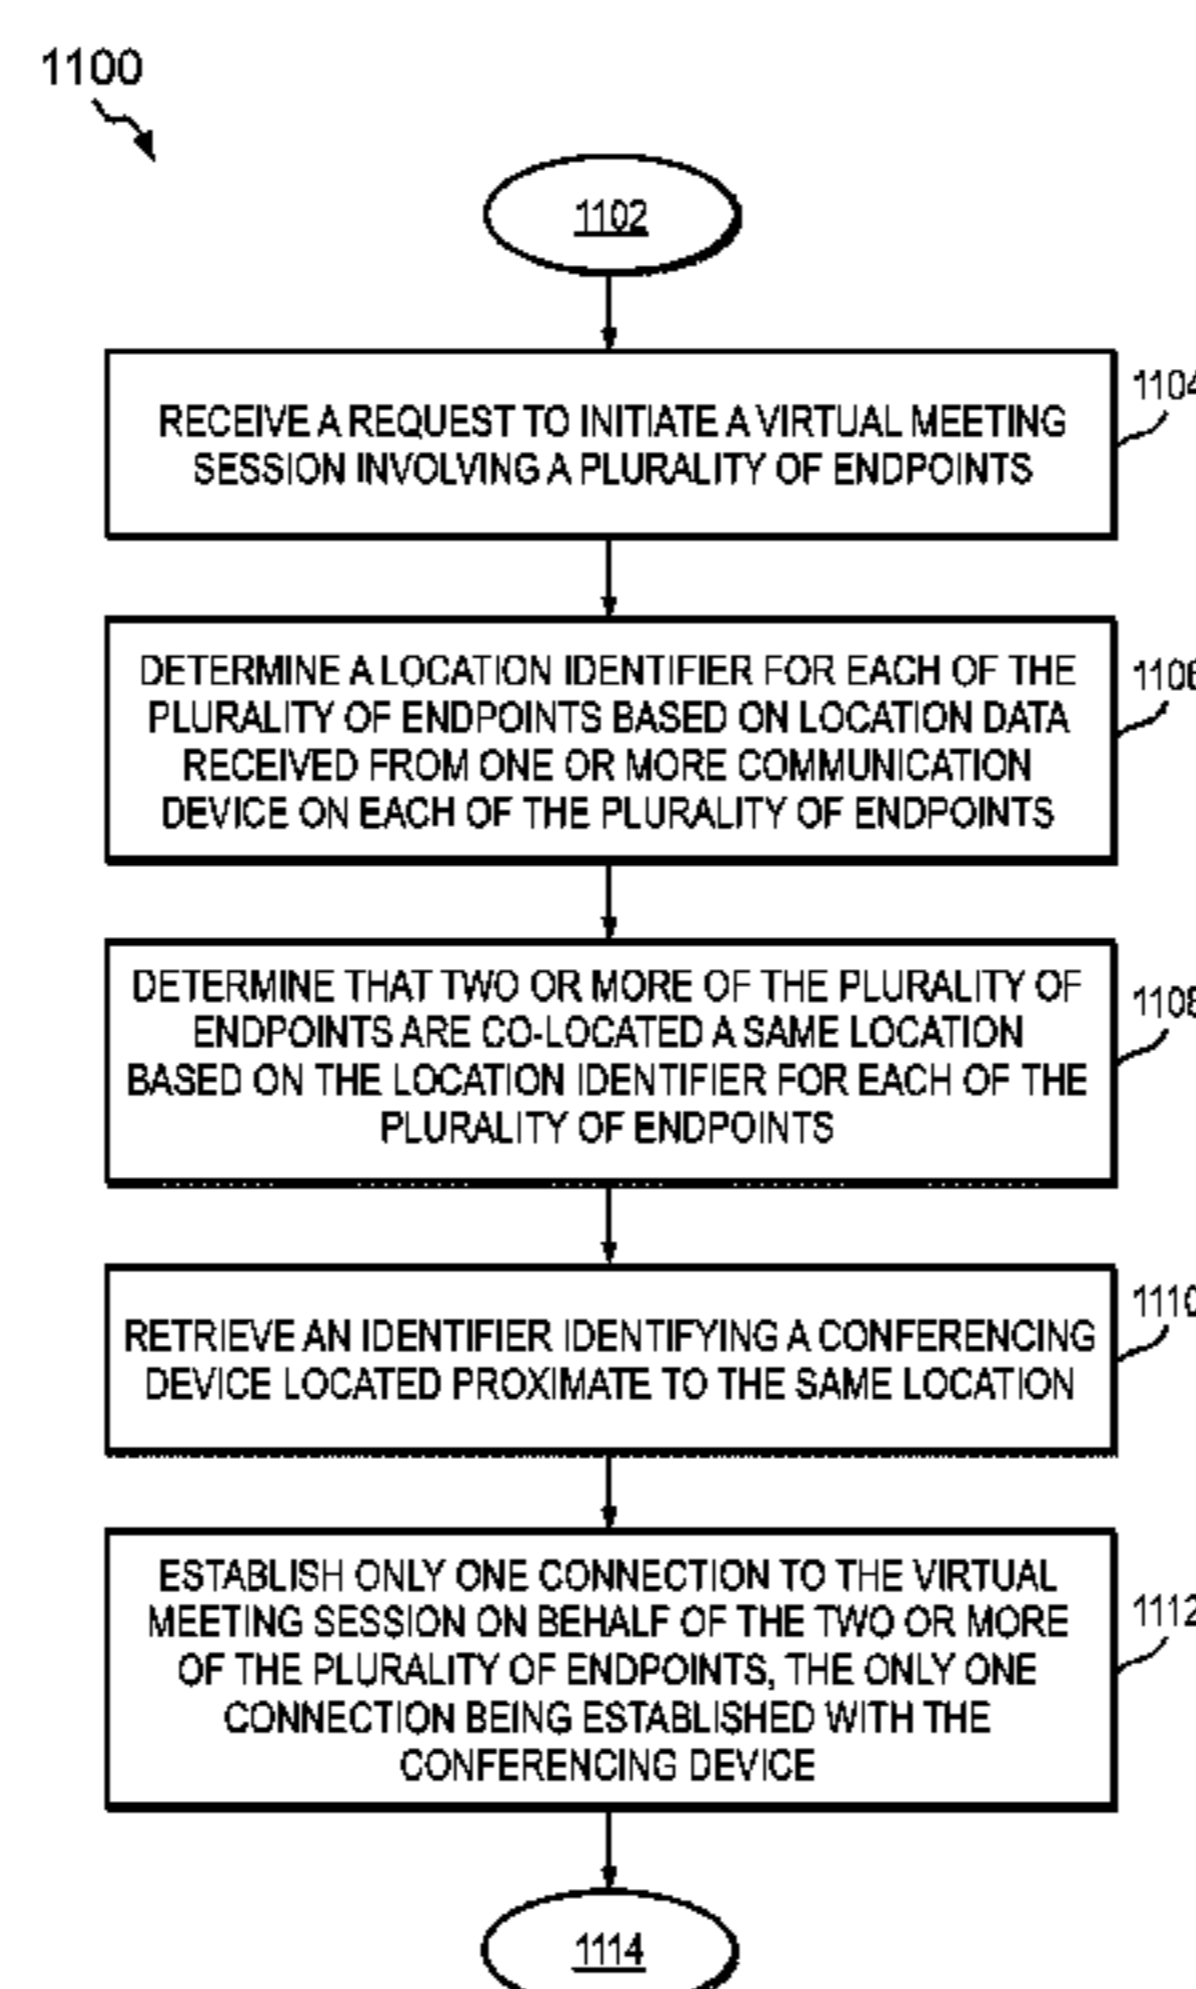 1100
1102
RECEIVE A REQUEST TO INITIATE A VIRTUAL MEETING
SESSION INVOLVING A PLURALITY OF ENDPOINTS
1104
DETERMINE A LOCATION IDENTIFIER FOR EACH OF THE
PLURALITY OF ENDPOINTS BASED ON LOCATION DATA
RECEIVED FROM ONE OR MORE COMMUNICATION
DEVICE ON EACH OF THE PLURALITY OF ENDPOINTS
1106
DETERMINE THAT TWO OR MORE OF THE PLURALITY OF
ENDPOINTS ARE CO-LOCATED A SAME LOCATION
BASED ON THE LOCATION IDENTIFIER FOR EACH OF THE
PLURALITY OF ENDPOINTS
1108
RETRIEVE AN IDENTIFIER IDENTIFYING A CONFERENCING
DEVICE LOCATED PROXIMATE TO THE SAME LOCATION
1110
ESTABLISH ONLY ONE CONNECTION TO THE VIRTUAL
MEETING SESSION ON BEHALF OF THE TWO OR MORE
OF THE PLURALITY OF ENDPOINTS, THE ONLY ONE
CONNECTION BEING ESTABLISHED WITH THE
CONFERENCING DEVICE
1112
1114